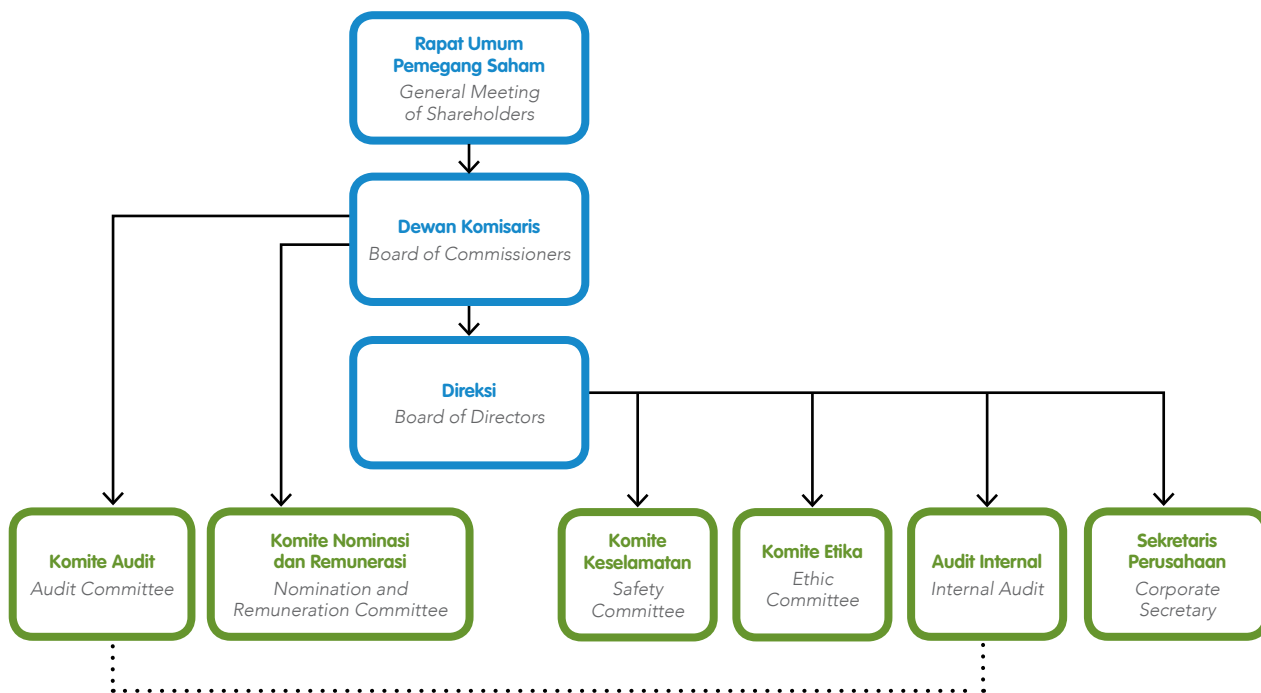 Rapat Umum
Pemegang Saham
General Meeting
of Shareholders
Dewan Komisaris
Board of Commissioners
Direksi
Board of Directors
Komite Audit
Audit Committee
Komite Nominasi
dan Remunerasi
Nomination and
Remuneration Committee
Komite
Keselamatan
Safety
Committee
Komite Etika
Ethic
Committee
Audit Internal
Internal Audit
Sekretaris
Perusahaan
Corporate
Secretary